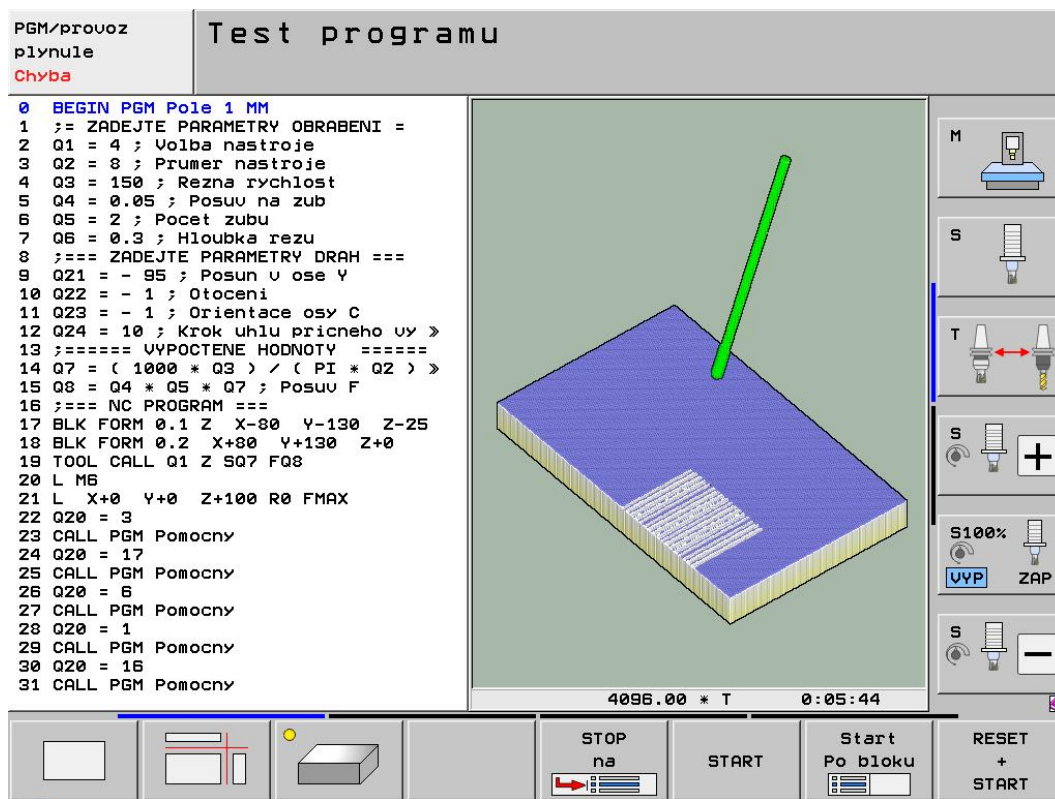 PGM/provoz
plynule
Chyba
Test programu
0 BEGIN PGM Pole 1 MM
1 ;= ZADEJTE PARAMETRY OBRABENI =
2 Q1 = 4 ; Volba nastroje
3 Q2 = 8 ; Prumer nastroje
4 Q3 = 150 ; Rezna rychlost
5 Q4 = 0.05 ; Posuv na zub
6 Q5 = 2 ; Pocet zubu
7 Q6 = 0.3 ; Hloubka rezu
8 ;=== ZADEJTE PARAMETRY DRAH ===
9 Q21 = - 95 ; Posun v ose Y
10 Q22 = - 1 ; Otoceni
11 Q23 = - 1 ; Orientace osy C
12 Q24 = 10 ; Krok uhlu pricneho vy »
13 ;====== VYPOCTENE HODNOTY ======
14 Q7 = ( 1000 * Q3 ) / ( PI * Q2 ) »
15 Q8 = Q4 * Q5 * Q7 ; Posuv F
16 ;=== NC PROGRAM ===
17 BLK FORM 0.1 Z X-80 Y-130 Z-25
18 BLK FORM 0.2 X+80 Y+130 Z+0
19 TOOL CALL Q1 Z SQ7 FQ8
20 L M6
21 L X+0 Y+0 Z+100 R0 FMAX
22 Q20 = 3
23 CALL PGM Pomocny
24 Q20 = 17
25 CALL PGM Pomocny
26 Q20 = 6
27 CALL PGM Pomocny
28 Q20 = 1
29 CALL PGM Pomocny
30 Q20 = 16
31 CALL PGM Pomocny
4096.00 * T 0:05:44
M
S
T
S
+
S100%
VYP ZAP
S
−
STOP
na
START
Start
Po bloku
RESET
+
START